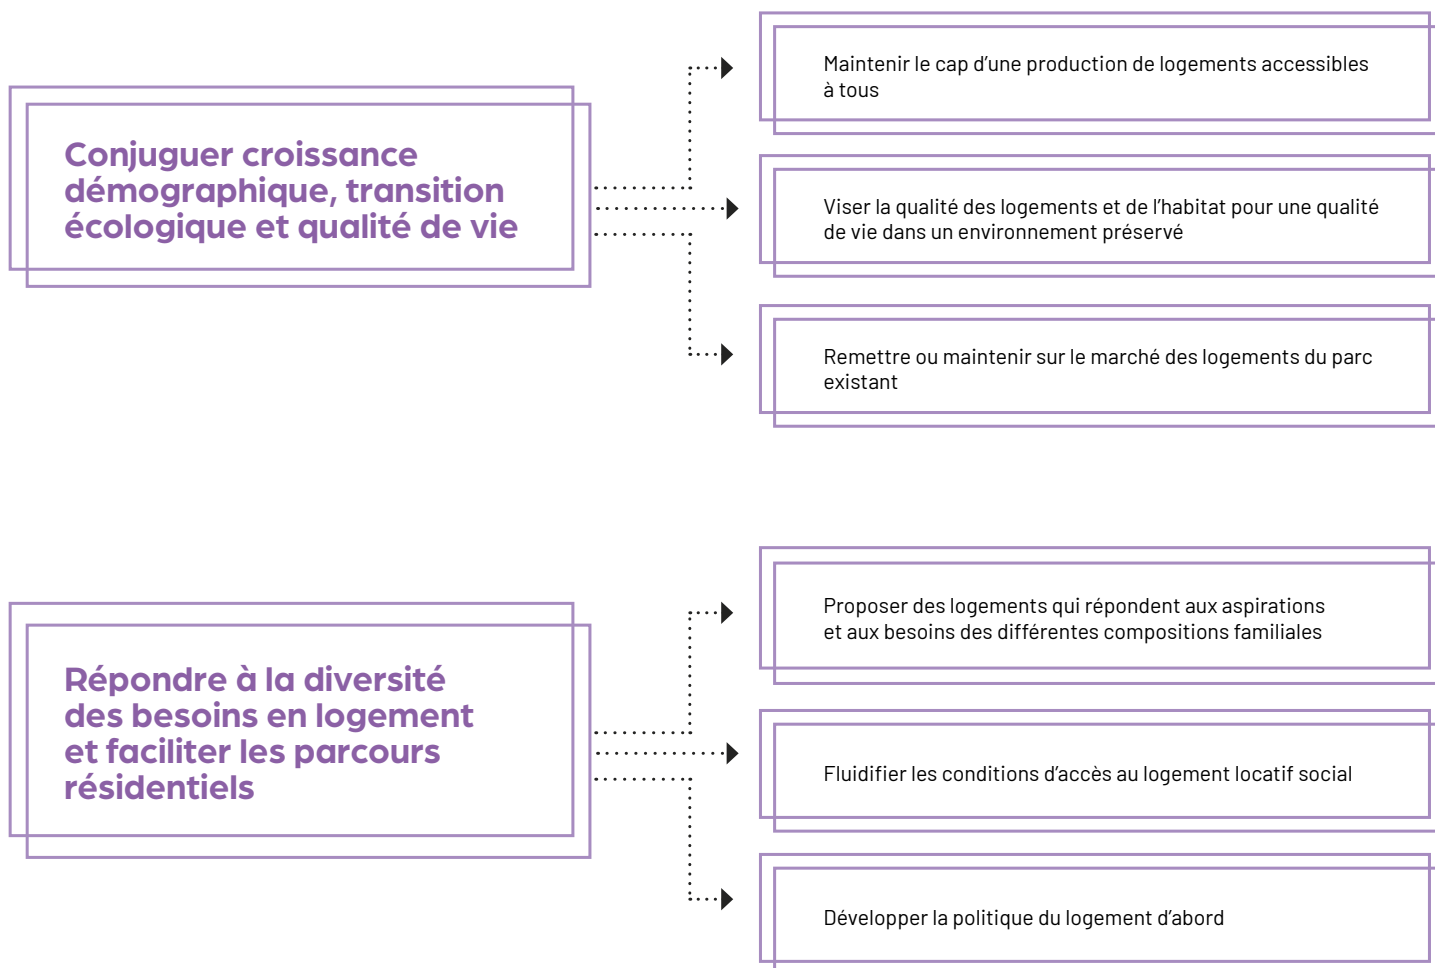 Conjuguer croissance
démographique, transition
écologique et qualité de vie
Maintenir le cap d’une production de logements accessibles
à tous
Viser la qualité des logements et de l’habitat pour une qualité
de vie dans un environnement préservé
Remettre ou maintenir sur le marché des logements du parc
existant
Répondre à la diversité
des besoins en logement
et faciliter les parcours
résidentiels
Proposer des logements qui répondent aux aspirations
et aux besoins des différentes compositions familiales
Fluidifier les conditions d’accès au logement locatif social
Développer la politique du logement d’abord